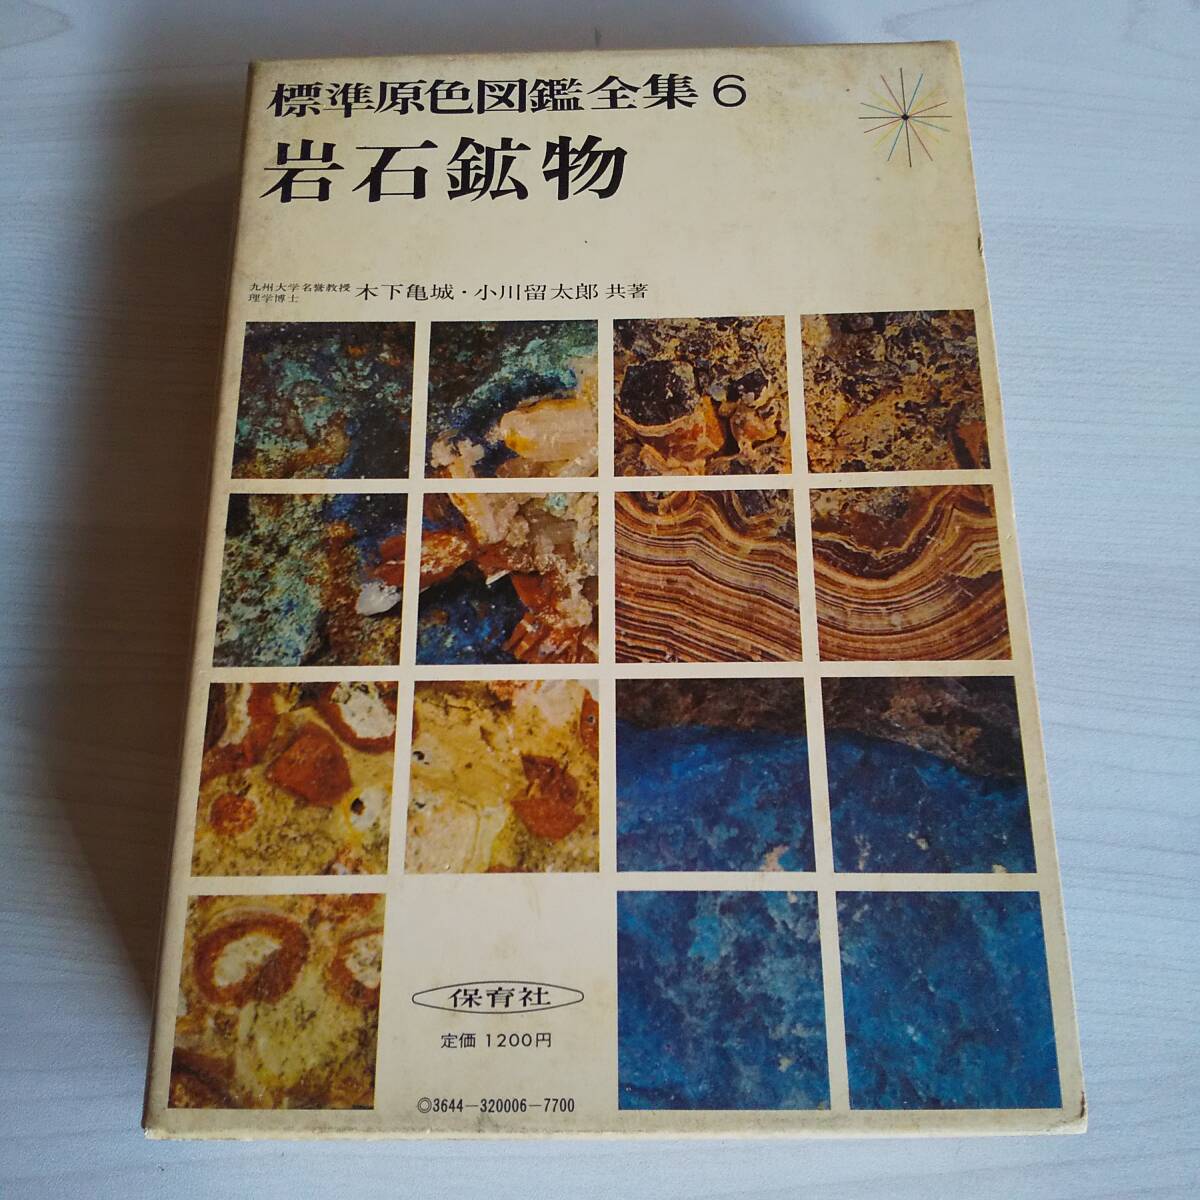 標準原色図鑑全集 6
岩石鉱物
九州大学名誉教授
理学博士
木下亀城・小川留太郎 共著
保育社
定価 1200円
◎3644—320006—7700